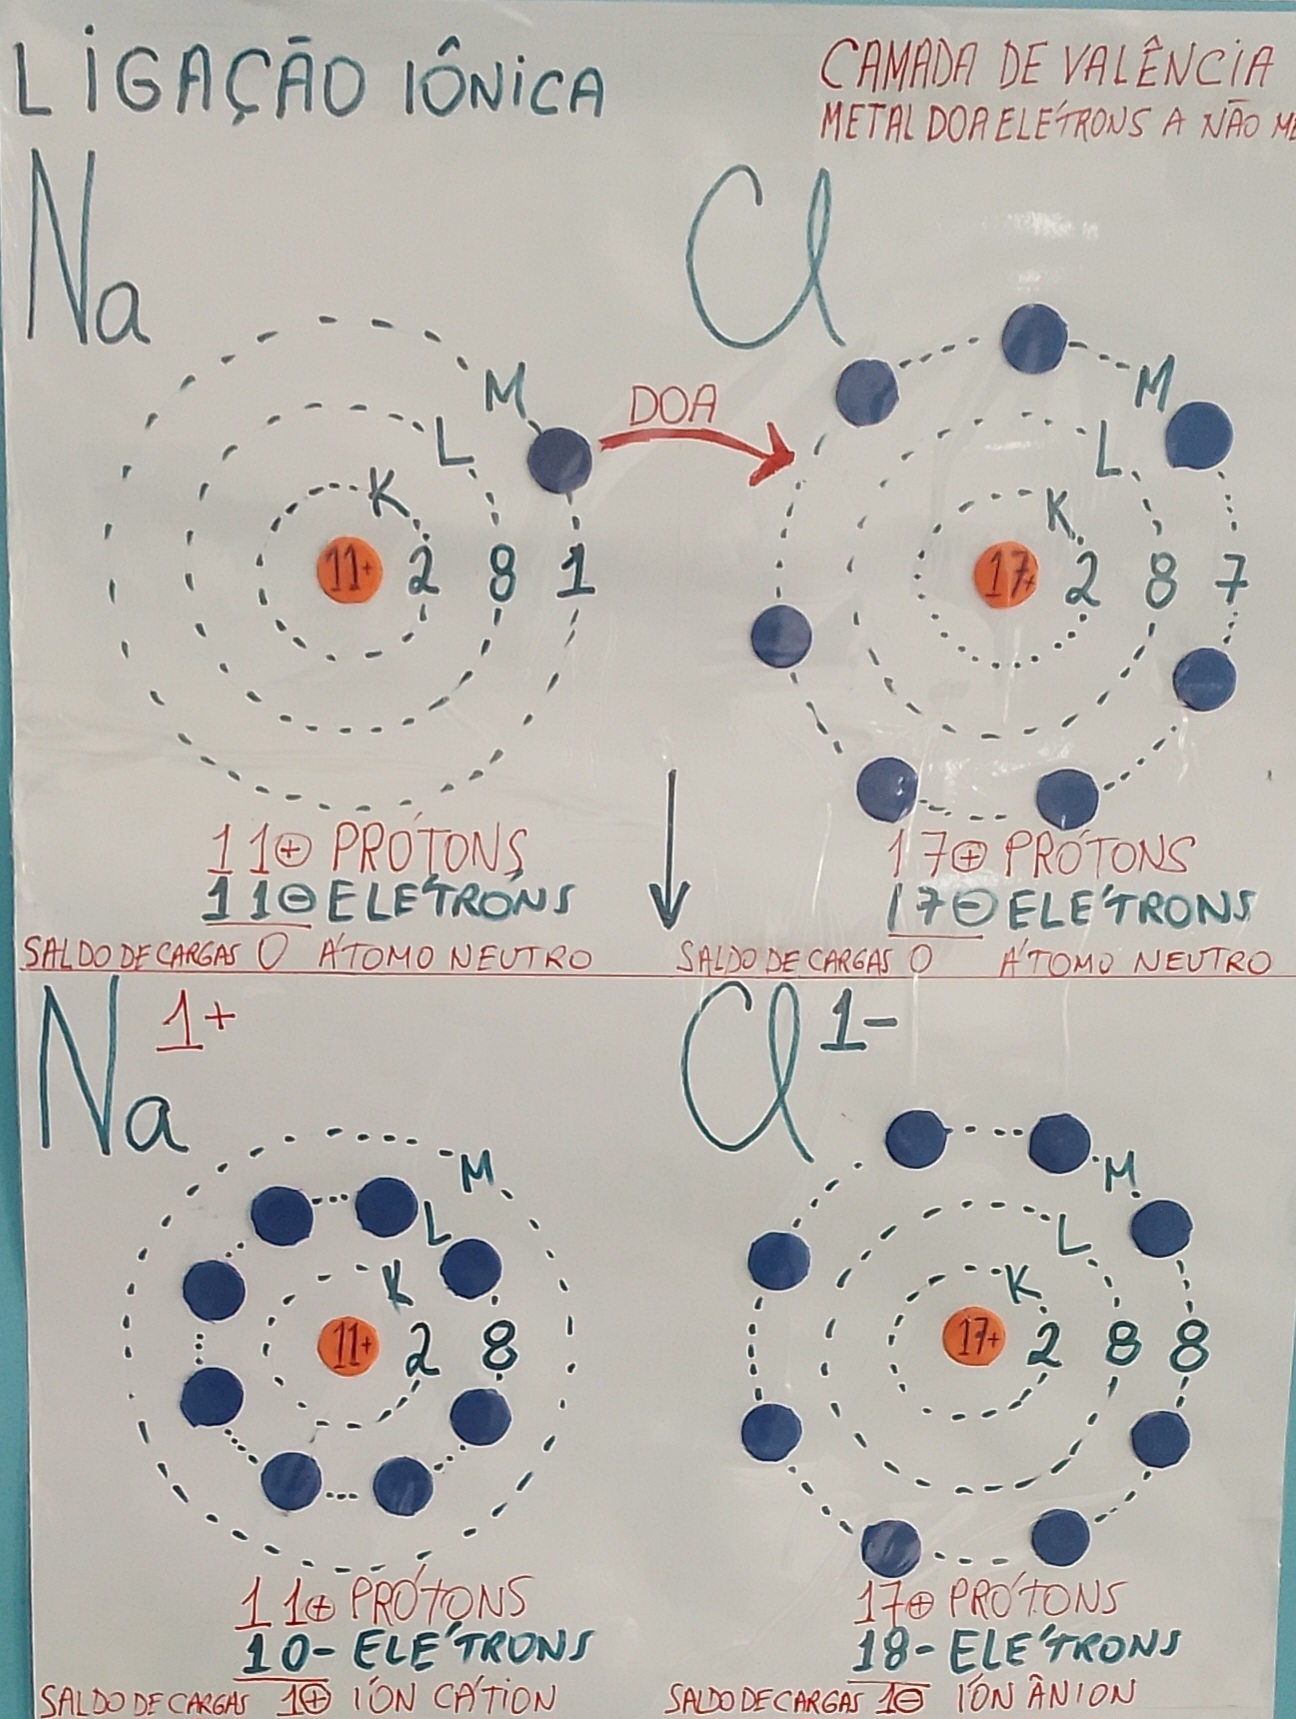 LIGAÇÃO IÔNICA
CAMADA DE VALÊNCIA
METAL DOA ELÉTRONS A NÃO
Na
Cl
M
L
K
11+ 2 8 1
DOA
M
L
K
17+ 2 8 7
11⊕ PRÓTONS
11⊖ ELÉTRONS
SALDO DE CARGAS 0 ÁTOMO NEUTRO
17⊕ PRÓTONS
17⊖ ELÉTRONS
SALDO DE CARGAS 0 ÁTOMO NEUTRO
Na 1+
Cl 1-
M
L
K
11+ 2 8
M
L
K
17+ 2 8 8
11⊕ PRÓTONS
10- ELÉTRONS
SALDO DE CARGAS 1⊕ ÍON CÁTION
17⊕ PRÓTONS
18- ELÉTRONS
SALDO DE CARGAS 1⊖ ÍON ÂNION